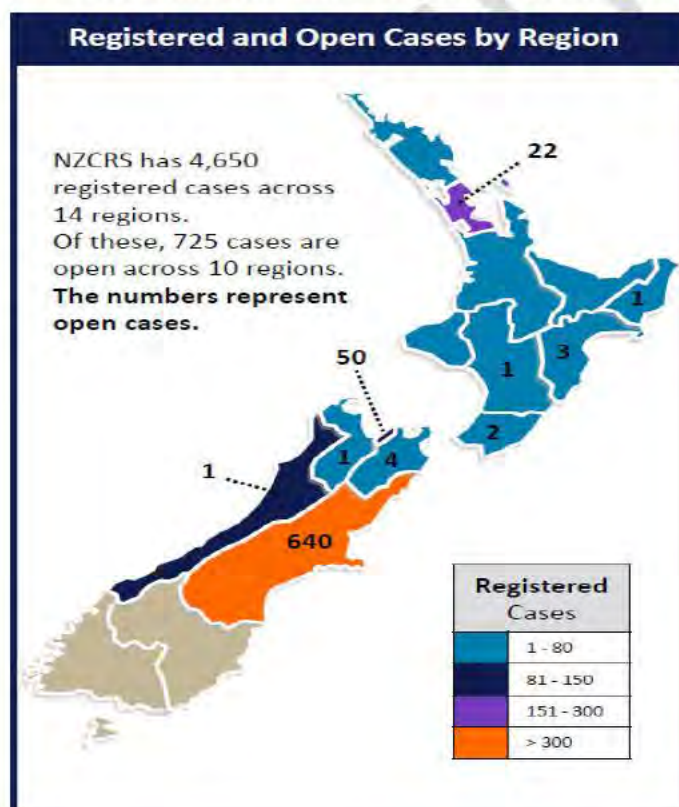 Registered and Open Cases by Region
NZCRS has 4,650
registered cases across
14 regions.
Of these, 725 cases are
open across 10 regions.
The numbers represent
open cases.
22
1
3
1
2
50
1
4
1
640
Registered
Cases
1 - 80
81 - 150
151 - 300
> 300